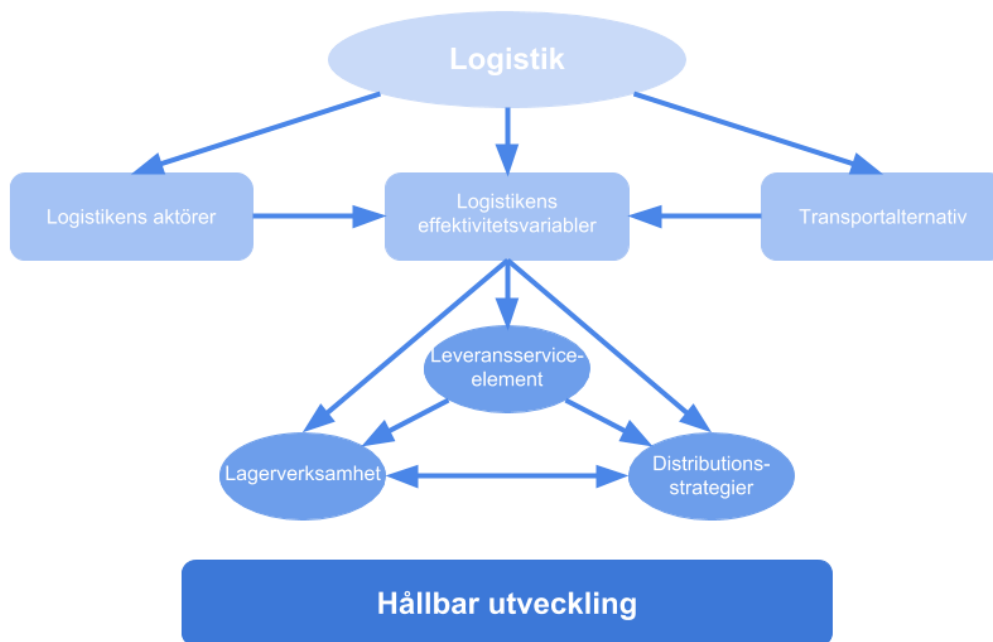 Logistik
Logistikens aktörer
Logistikens
effektivitetsvariabler
Transportalternativ
Leveransservice-
element
Lagerverksamhet
Distributions-
strategier
Hållbar utveckling